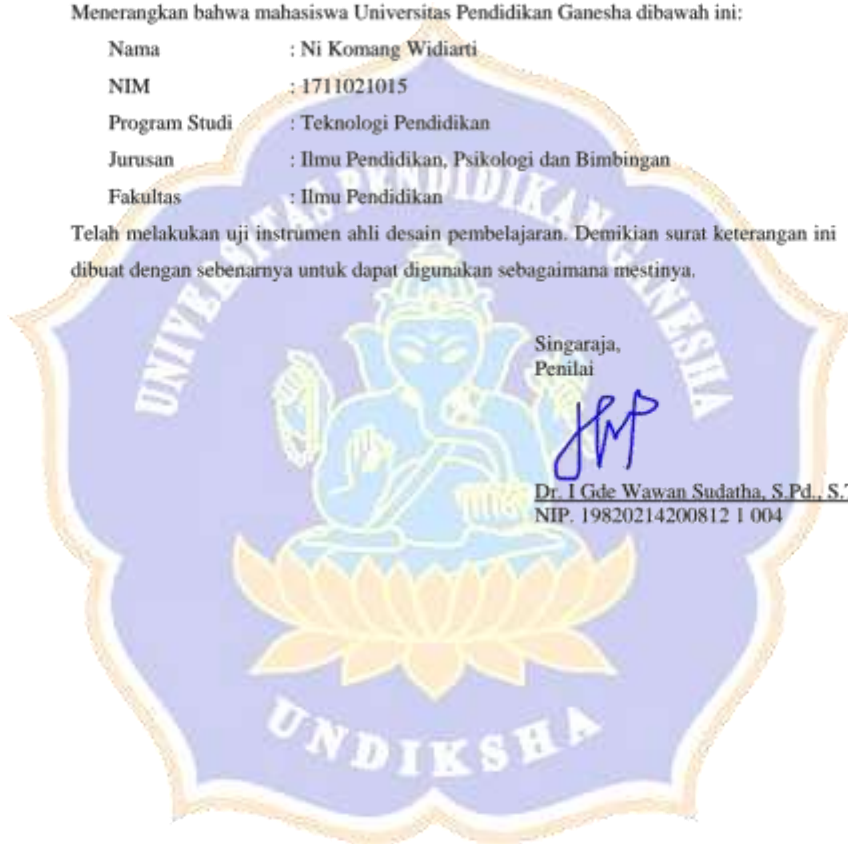 Menerangkan bahwa mahasiswa Universitas Pendidikan Ganesha dibawah ini:
Nama : Ni Komang Widiarti
NIM : 1711021015
Program Studi : Teknologi Pendidikan
Jurusan : Ilmu Pendidikan, Psikologi dan Bimbingan
Fakultas : Ilmu Pendidikan
Telah melakukan uji instrumen ahli desain pembelajaran. Demikian surat keterangan ini
dibuat dengan sebenarnya untuk dapat digunakan sebagaimana mestinya.
Singaraja,
Penilai
Dr. I Gde Wawan Sudatha, S.Pd., S.
NIP. 19820214200812 1 004
UNIVERSITAS PENDIDIKAN GANESHA
UNDIKSHA